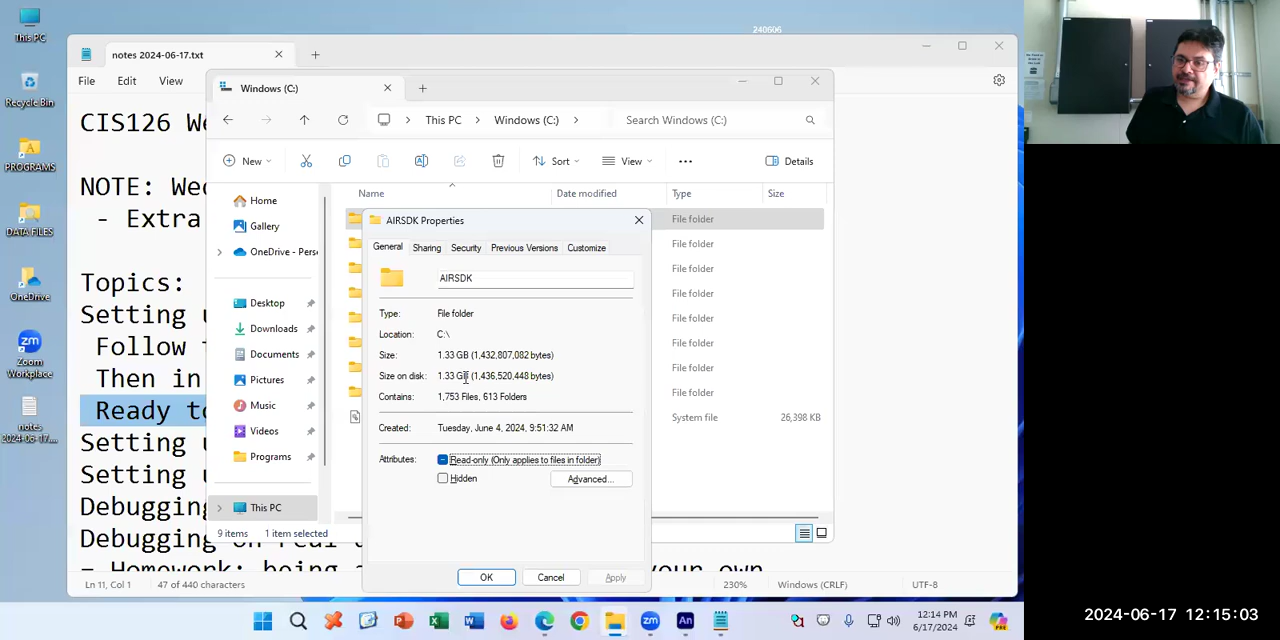 240606
This PC
Recycle Bin
PROGRAMS
DATA FILES
OneDrive
Zoom
Workplace
notes
2024-06-17....
notes 2024-06-17.txt
File Edit View
CIS126 We
NOTE: Wed
- Extra
Topics:
Setting u
Follow t
Then in
Ready to
Setting u
Setting u
Debugging
Debugging on real d
- Homework: being a your own
Ln 11, Col 1 47 of 440 characters 230% Windows (CRLF) UTF-8
Windows (C:)
This PC Windows (C:) Search Windows (C:)
New Sort View Details
Home
Gallery
OneDrive - Pers
Desktop
Downloads
Documents
Pictures
Music
Videos
Programs
This PC
Name Date modified Type Size
File folder
File folder
File folder
File folder
File folder
File folder
File folder
File folder
System file 26,398 KB
9 items 1 item selected
AIRSDK Properties
General Sharing Security Previous Versions Customize
AIRSDK
Type: File folder
Location: C:\
Size: 1.33 GB (1,432,807,082 bytes)
Size on disk: 1.33 GB (1,436,520,448 bytes)
Contains: 1,753 Files, 613 Folders
Created: Tuesday, June 4, 2024, 9:51:32 AM
Attributes: Read-only (Only applies to files in folder)
Hidden Advanced...
OK Cancel Apply
12:14 PM
6/17/2024
2024-06-17 12:15:03